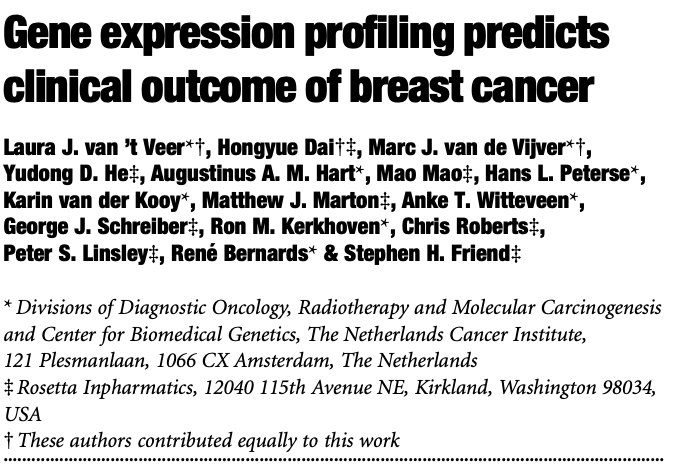 Gene expression profiling predicts
clinical outcome of breast cancer
Laura J. van ’t Veer*†, Hongyue Dai†‡, Marc J. van de Vijver*†,
Yudong D. He‡, Augustinus A. M. Hart*, Mao Mao‡, Hans L. Peterse*,
Karin van der Kooy*, Matthew J. Marton‡, Anke T. Witteveen*,
George J. Schreiber‡, Ron M. Kerkhoven*, Chris Roberts‡,
Peter S. Linsley‡, René Bernards* & Stephen H. Friend‡
* Divisions of Diagnostic Oncology, Radiotherapy and Molecular Carcinogenesis
and Center for Biomedical Genetics, The Netherlands Cancer Institute,
121 Plesmanlaan, 1066 CX Amsterdam, The Netherlands
‡ Rosetta Inpharmatics, 12040 115th Avenue NE, Kirkland, Washington 98034,
USA
† These authors contributed equally to this work